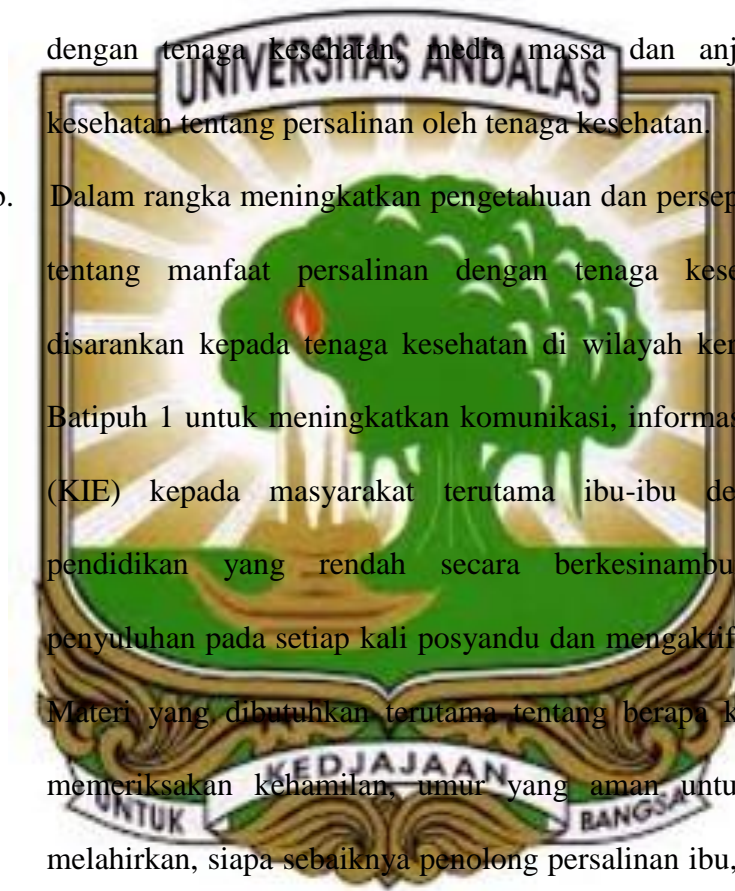 dengan tenaga kesehatan, media massa dan anj
UNIVERSITAS ANDALAS
kesehatan tentang persalinan oleh tenaga kesehatan.
Dalam rangka meningkatkan pengetahuan dan persep
tentang manfaat persalinan dengan tenaga kese
disarankan kepada tenaga kesehatan di wilayah ker
Batipuh 1 untuk meningkatkan komunikasi, informas
(KIE) kepada masyarakat terutama ibu-ibu de
pendidikan yang rendah secara berkesinambu
penyuluhan pada setiap kali posyandu dan mengaktif
Materi yang dibutuhkan terutama tentang berapa k
memeriksakan kehamilan, umur yang aman untu
UNTUK KEDJAJAAN BANGSA
melahirkan, siapa sebaiknya penolong persalinan ibu,